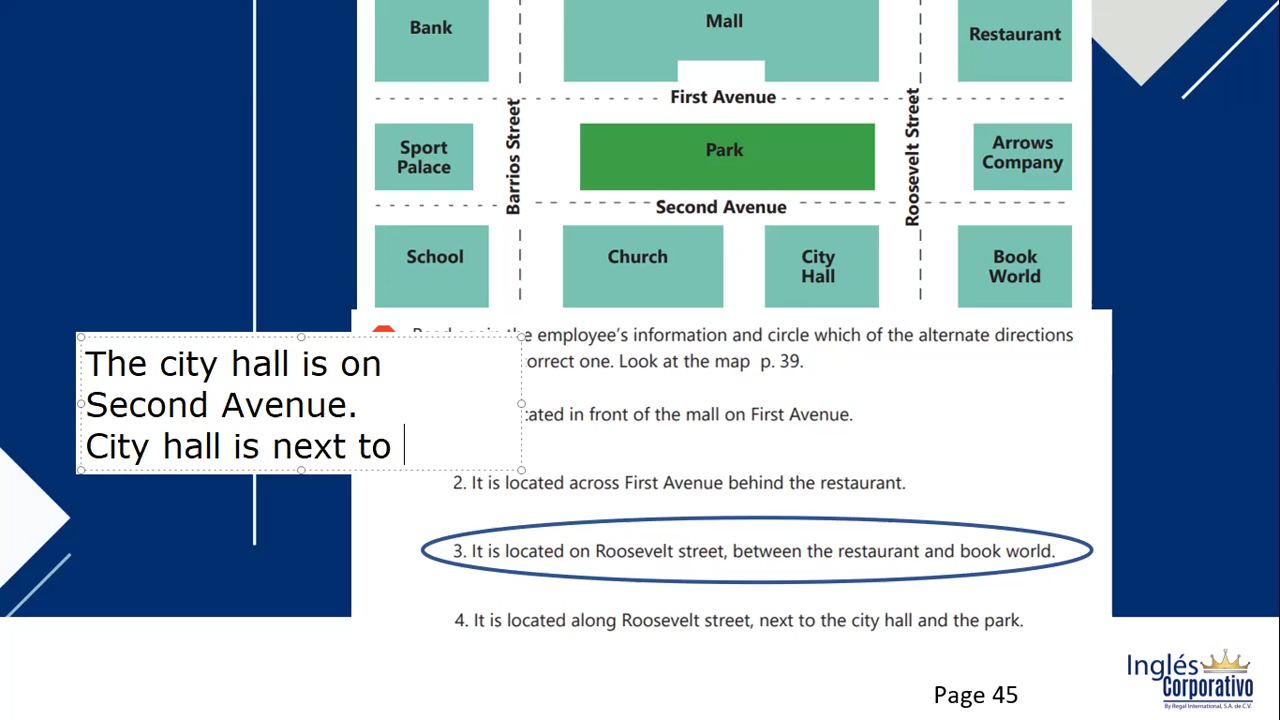 Bank
Mall
Restaurant
First Avenue
Barrios Street
Roosevelt Street
Sport
Palace
Park
Arrows
Company
Second Avenue
School
Church
City
Hall
Book
World
the employee's information and circle which of the alternate directions
orrect one. Look at the map p. 39.
The city hall is on
Second Avenue.
City hall is next to
cated in front of the mall on First Avenue.
2. It is located across First Avenue behind the restaurant.
3. It is located on Roosevelt street, between the restaurant and book world.
4. It is located along Roosevelt street, next to the city hall and the park.
Inglés
Corporativo
By Regal International, S.A. de C.V.
Page 45